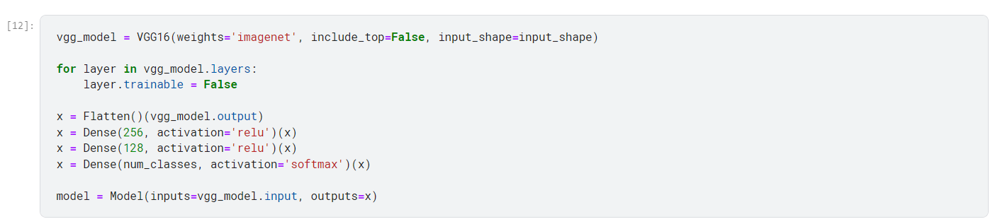 [12]:
vgg_model = VGG16(weights='imagenet', include_top=False, input_shape=input_shape)
for layer in vgg_model.layers:
    layer.trainable = False
x = Flatten()(vgg_model.output)
x = Dense(256, activation='relu')(x)
x = Dense(128, activation='relu')(x)
x = Dense(num_classes, activation='softmax')(x)
model = Model(inputs=vgg_model.input, outputs=x)